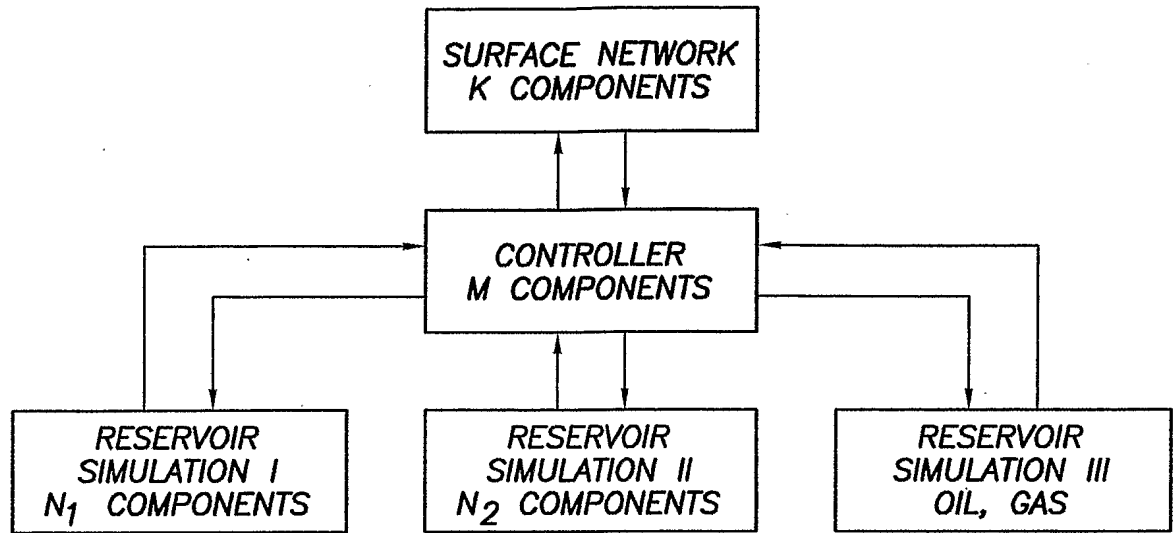 SURFACE NETWORK
K COMPONENTS
CONTROLLER
M COMPONENTS
RESERVOIR
SIMULATION I
N1 COMPONENTS
RESERVOIR
SIMULATION II
N2 COMPONENTS
RESERVOIR
SIMULATION III
OIL, GAS